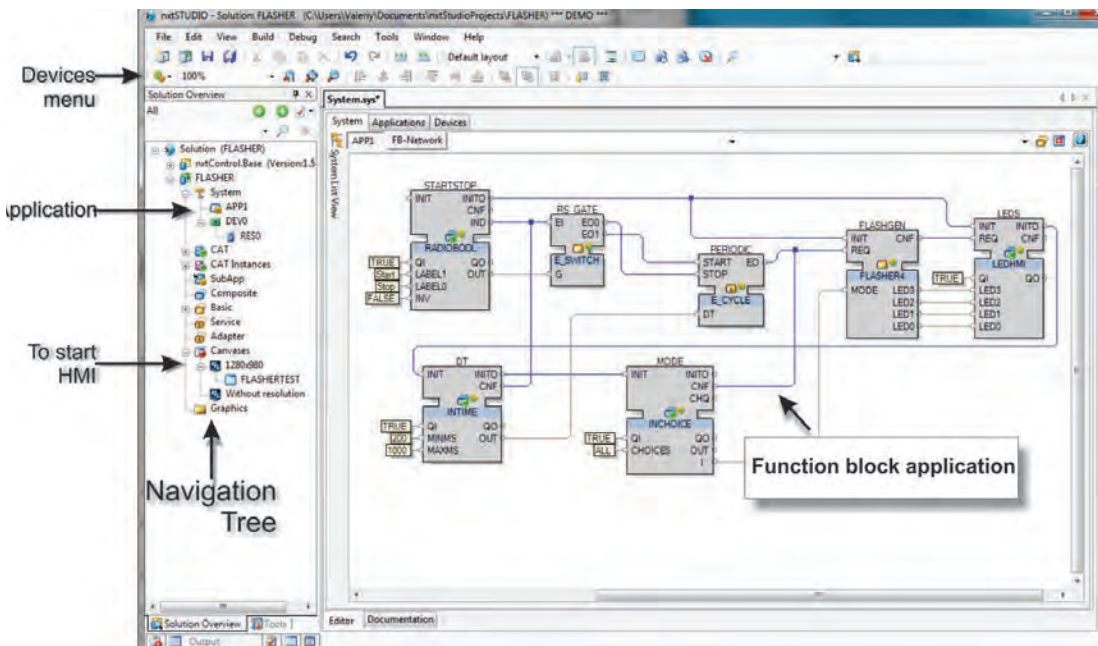 nxtSTUDIO - Solution: FLASHER (C:\Users\Valeriy\Documents\nxtStudioProjects\FLASHER) *** DEMO ***
File Edit View Build Debug Search Tools Window Help
Default layout
100%
Devices
menu
Solution Overview
All
Solution (FLASHER)
nxtControl.Base (Version:1.5
FLASHER
System
APP1
DEV0
RES0
CAT
CAT Instances
SubApp
Composite
Basic
Service
Adapter
Canvases
1280x980
FLASHERTEST
Without resolution
Graphics
pplication
To start
HMI
Navigation
Tree
Solution Overview Tools
Output
System.sys*
System Applications Devices
APP1 FB-Network
System List View
STARTSTOP
INIT INITO
CNF
IND
RADIOBOOL
TRUE QI QO
Start LABEL1 OUT
Stop LABEL0
FALSE INV
RS_GATE
EI EO0
EO1
E_SWITCH
G
PERIODIC
START EO
STOP
E_CYCLE
DT
FLASHGEN
INIT CNF
REQ
FLASHER4
MODE LED3
LED2
LED1
LED0
LEDS
INIT INITO
REQ CNF
LEDHMI
TRUE QI QO
LED3
LED2
LED1
LED0
DT
INIT INITO
CNF
INTIME
TRUE QI QO
200 MINMS OUT
1000 MAXMS
MODE
INIT INITO
CNF
CHQ
INCHOICE
TRUE QI QO
ALL CHOICES OUT
I
Function block application
Editor Documentation